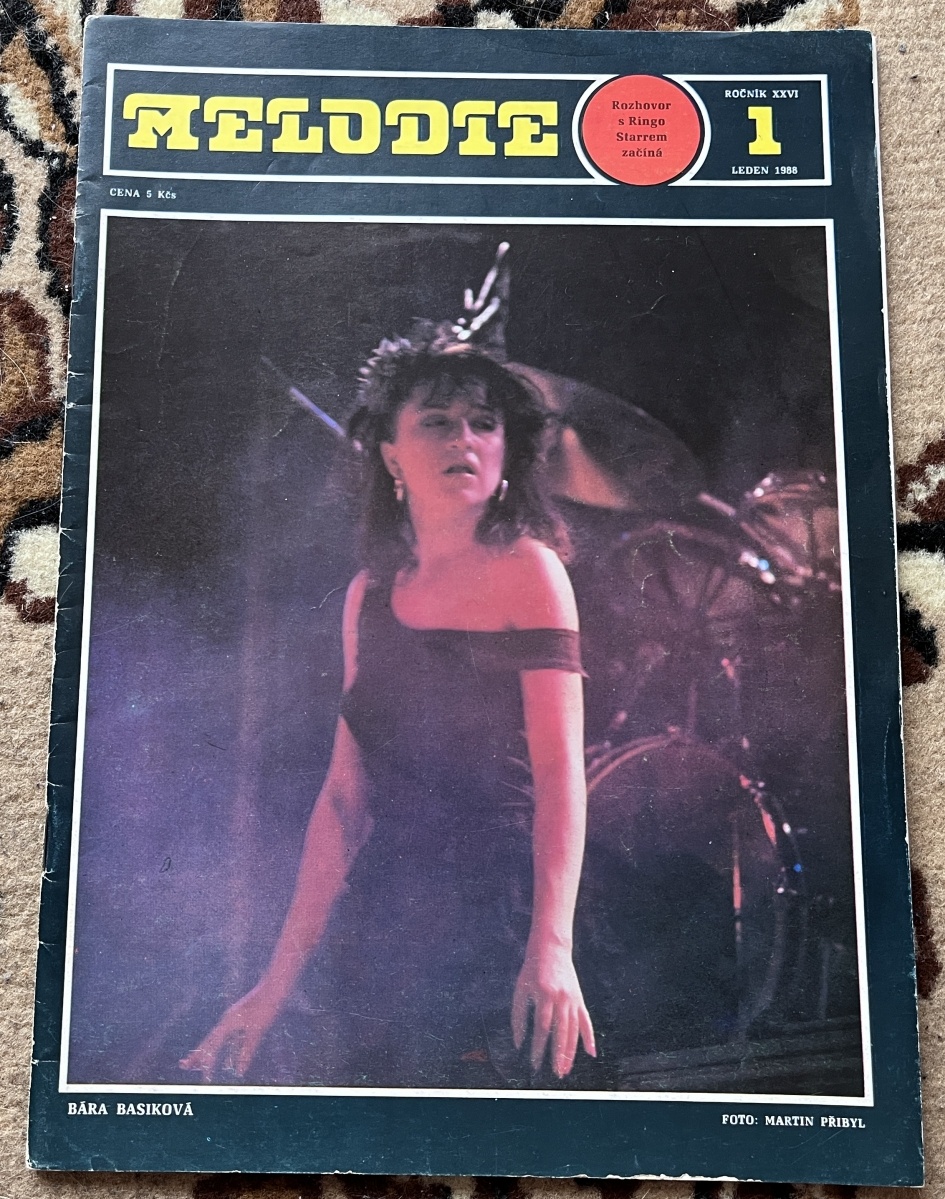 MELODIE
Rozhovor
s Ringo
Starrem
začíná
ROČNÍK XXVI
1
LEDEN 1988
CENA 5 Kčs
BÁRA BASIKOVÁ
FOTO: MARTIN PŘIBYL